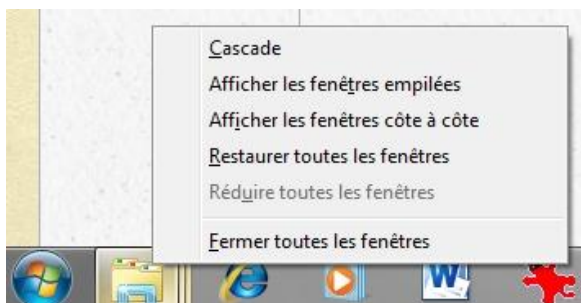 Cascade
Afficher les fenêtres empilées
Afficher les fenêtres côte à côte
Restaurer toutes les fenêtres
Réduire toutes les fenêtres
Fermer toutes les fenêtres
W